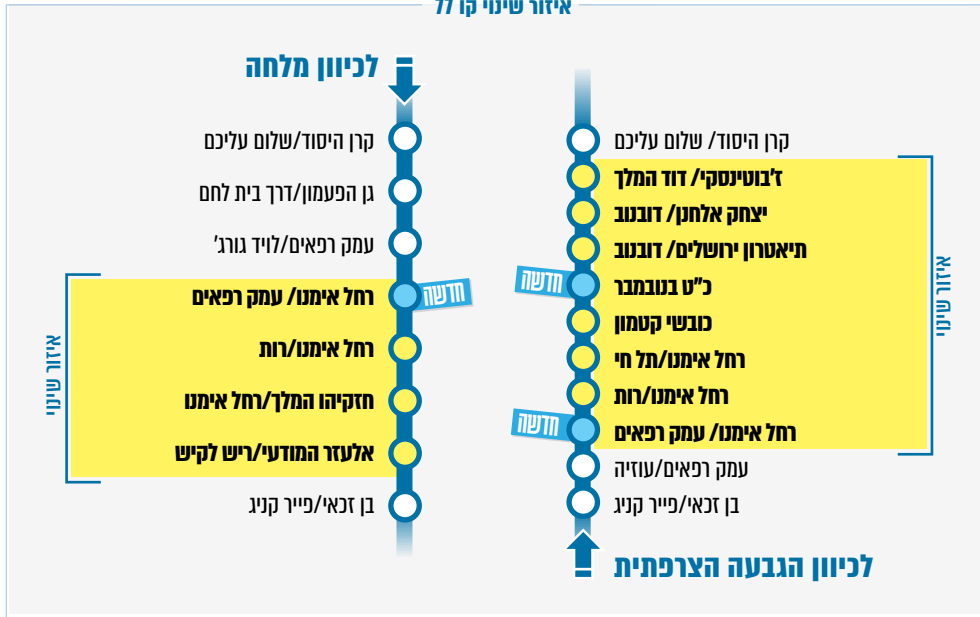 איזור שינוי קו 77
לכיוון הגבעה הצרפתית
קרן היסוד/ שלום עליכם
ז'בוטינסקי/ דוד המלך
יצחק אלחנן/ דובנוב
תיאטרון ירושלים/ דובנוב
כ"ט בנובמבר
חדשה
כובשי קטמון
רחל אימנו/תל חי
רחל אימנו/רות
רחל אימנו/ עמק רפאים
חדשה
עמק רפאים/עוזיה
בן זכאי/פייר קניג
איזור שינוי
לכיוון מלחה
קרן היסוד/שלום עליכם
גן הפעמון/דרך בית לחם
עמק רפאים/לויד גורג'
רחל אימנו/ עמק רפאים
חדשה
רחל אימנו/רות
חזקיהו המלך/רחל אימנו
אלעזר המודעי/ריש לקיש
בן זכאי/פייר קניג
איזור שינוי